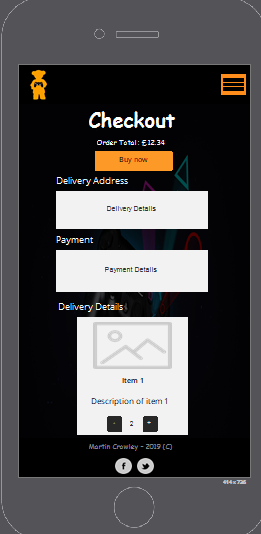 Checkout
Order Total: £12.34
Buy now
Delivery Address
Delivery Details
Payment
Payment Details
Delivery Details
Item 1
Description of item 1
- 2 +
Martin Crowley - 2019 (C)
f
414 x 736